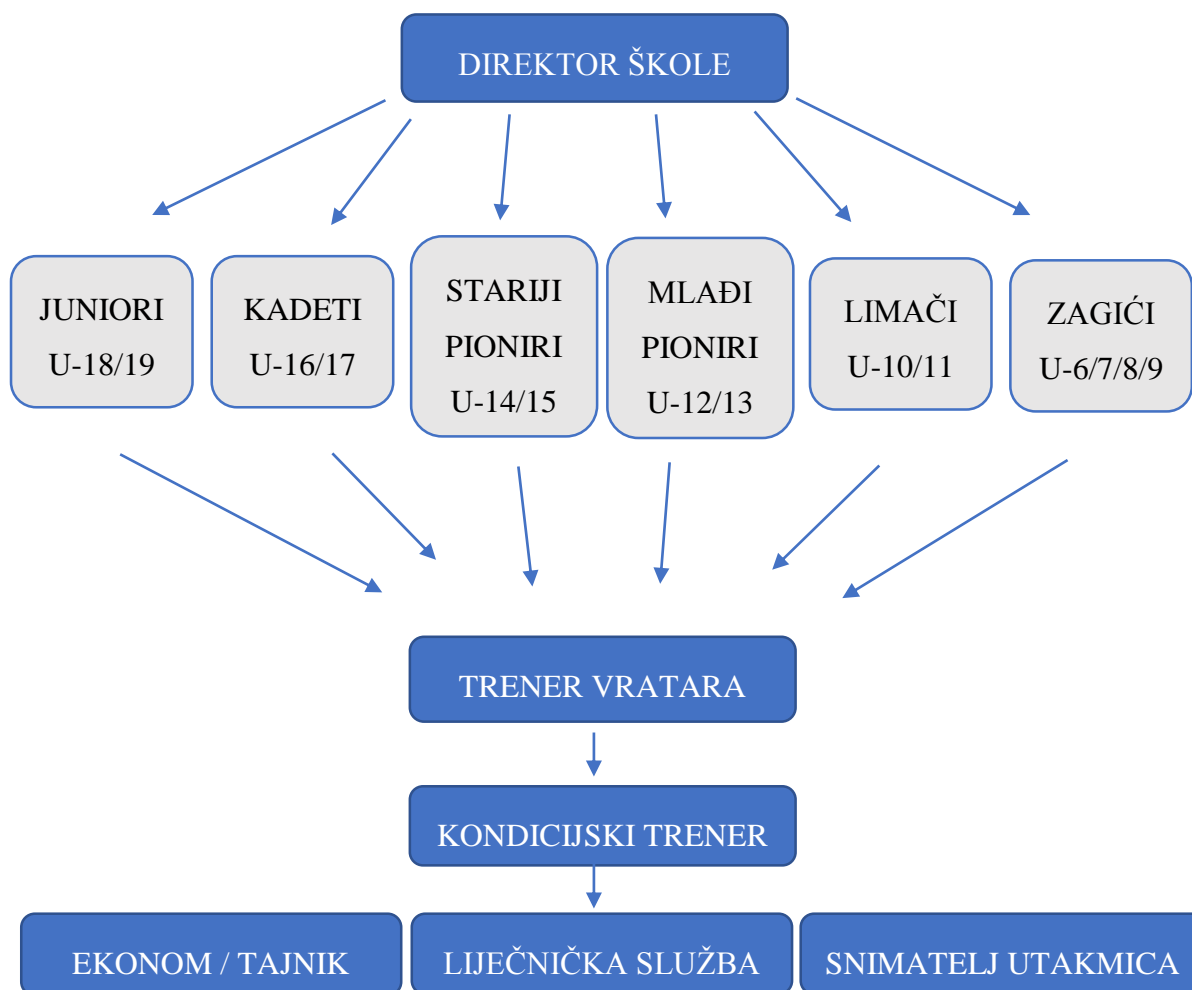 DIREKTOR ŠKOLE
JUNIORI
U-18/19
KADETI
U-16/17
STARIJI
PIONIRI
U-14/15
MLAĐI
PIONIRI
U-12/13
LIMAČI
U-10/11
ZAGIĆI
U-6/7/8/9
TRENER VRATARA
KONDICIJSKI TRENER
EKONOM / TAJNIK
LIJEČNIČKA SLUŽBA
SNIMATELJ UTAKMICA